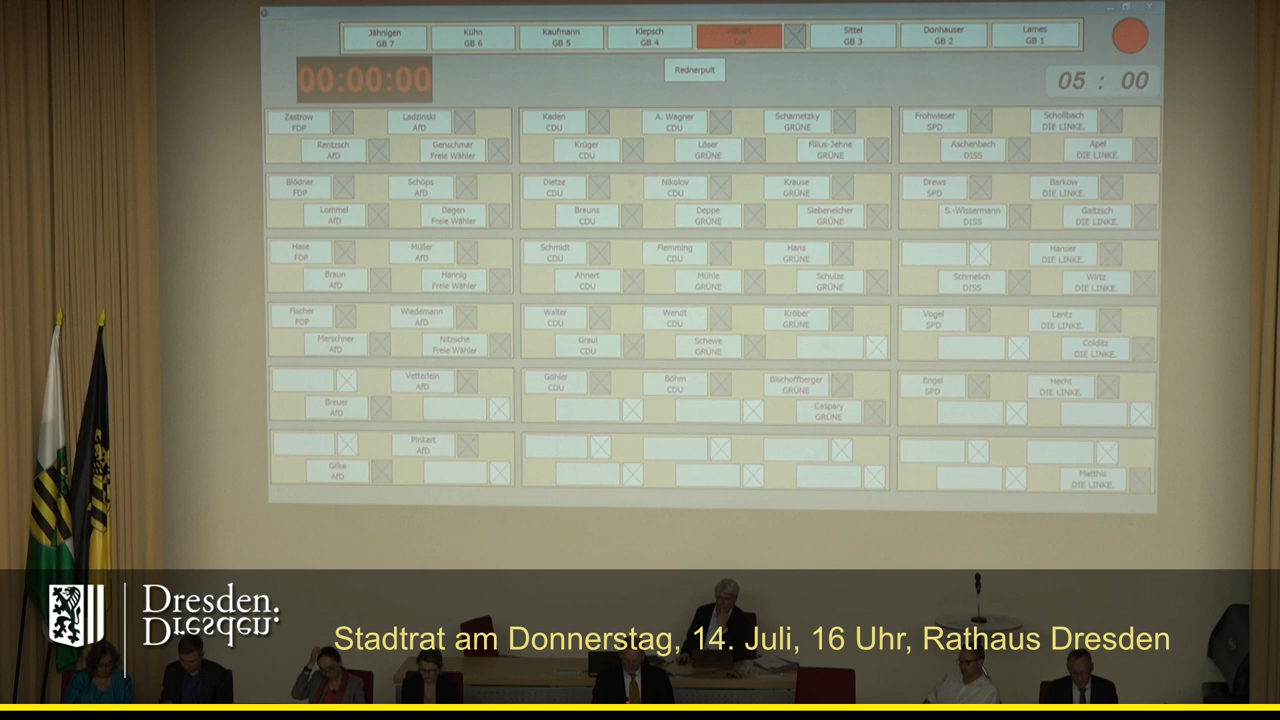 Jähnigen Kühn Kaufmann Klepsch Hilbert Sittel Donhauser Lames
GB 7 GB 6 GB 5 GB 4 GB GB 3 GB 2 GB 1
00:00:00
Rednerpult
05 : 00
Zastrow Ladzinski Kaden A. Wagner Scharnetzky Frohwieser Schollbach
FDP AfD CDU CDU GRÜNE SPD DIE LINKE.
Rentzsch Genschmar Krüger Löser Filius-Jehne Aschenbach Apel
AfD Freie Wähler CDU GRÜNE GRÜNE DISS DIE LINKE.
Blödner Schöps Dietze Nikolov Krause Drews Barkow
FDP AfD CDU CDU GRÜNE SPD DIE LINKE.
Lommel Dagen Brauns Deppe Siebeneicher S.-Wissermann Gaitzsch
AfD Freie Wähler CDU GRÜNE GRÜNE DISS DIE LINKE.
Hase Müller Schmidt Flemming Hans Hanser
FDP AfD CDU CDU GRÜNE DIE LINKE.
Braun Hannig Ahnert Mühle Schulze Schmelich Wirtz
AfD Freie Wähler CDU GRÜNE GRÜNE DISS DIE LINKE.
Fischer Wiedemann Walter Wendt Kröber Vogel Lentz
FDP AfD CDU CDU GRÜNE SPD DIE LINKE.
Marschner Nitzsche Graul Schewe Colditz
AfD Freie Wähler CDU GRÜNE DIE LINKE.
Vetterlein Göhler Böhm Bischoffberger Engel Hecht
AfD CDU CDU GRÜNE SPD DIE LINKE.
Breuer Caspary
AfD GRÜNE
Pinkert
AfD
Gilke Matthis
AfD DIE LINKE.
Dresden.
Dresden.
Stadtrat am Donnerstag, 14. Juli, 16 Uhr, Rathaus Dresden